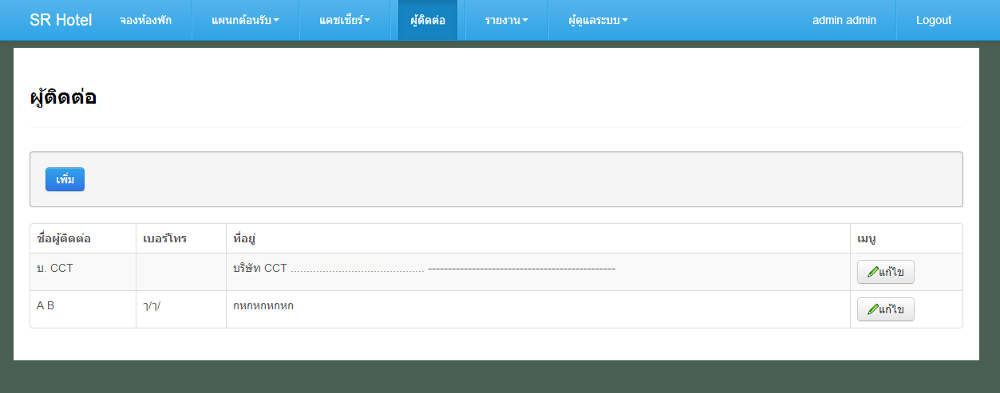 SR Hotel จองห้องพัก แผนกต้อนรับ แคชเชียร์ ผู้ติดต่อ รายงาน ผู้ดูแลระบบ admin admin Logout
ผู้ติดต่อ
เพิ่ม
ชื่อผู้ติดต่อ เบอร์โทร ที่อยู่ เมนู
บ. CCT บริษัท CCT .......................................... ----------------------------------------------- แก้ไข
A B ๅ/ๅ/ กหกหกหกหก แก้ไข